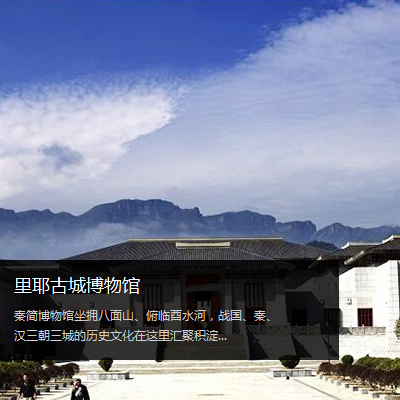 里耶古城博物馆
秦简博物馆坐拥八面山、俯临酉水河，战国、秦、
汉三朝三城的历史文化在这里汇聚积淀...